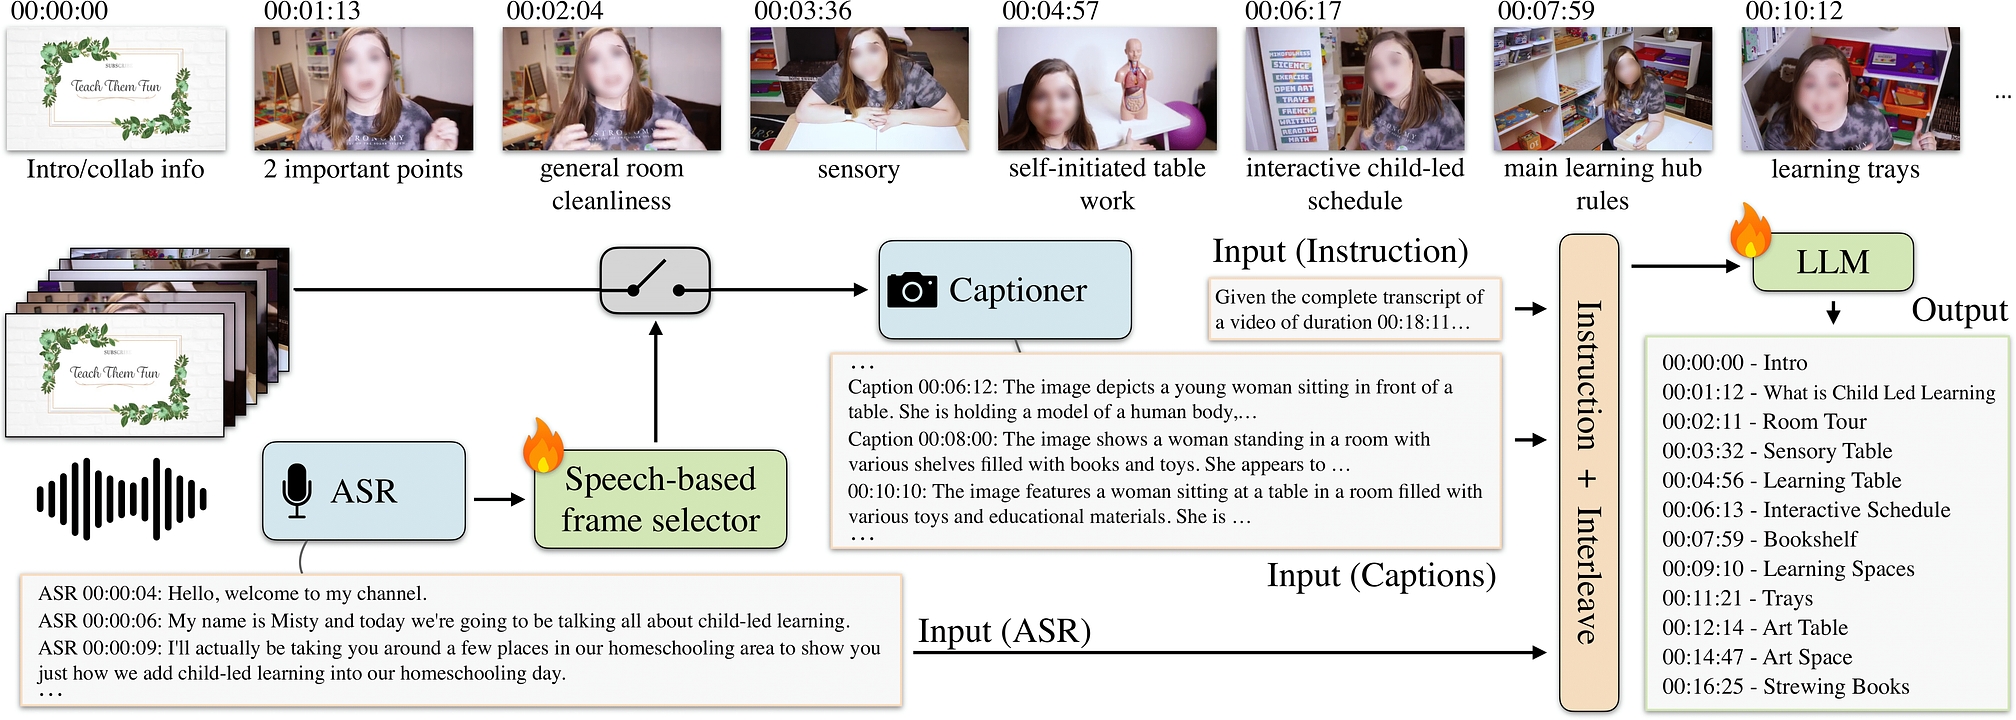 00:00:00
00:01:13
00:02:04
00:03:36
00:04:57
00:06:17
00:07:59
00:10:12
Teach Them Fun
MINDFULNESS
SICENCE
EXERCISE
OPEN ART
TRAYS
FRENCH
WRITING
READING
MATH
...
Intro/collab info
2 important points
general room
cleanliness
sensory
self-initiated table
work
interactive child-led
schedule
main learning hub
rules
learning trays
Teach Them Fun
Captioner
Input (Instruction)
Given the complete transcript of
a video of duration 00:18:11...
LLM
Output
...
Caption 00:06:12: The image depicts a young woman sitting in front of a
table. She is holding a model of a human body,...
Caption 00:08:00: The image shows a woman standing in a room with
various shelves filled with books and toys. She appears to ...
00:10:10: The image features a woman sitting at a table in a room filled with
various toys and educational materials. She is ...
...
Input (Captions)
ASR
Speech-based
frame selector
ASR 00:00:04: Hello, welcome to my channel.
ASR 00:00:06: My name is Misty and today we're going to be talking all about child-led learning.
ASR 00:00:09: I'll actually be taking you around a few places in our homeschooling area to show you
just how we add child-led learning into our homeschooling day.
...
Input (ASR)
Instruction + Interleave
00:00:00 - Intro
00:01:12 - What is Child Led Learning
00:02:11 - Room Tour
00:03:32 - Sensory Table
00:04:56 - Learning Table
00:06:13 - Interactive Schedule
00:07:59 - Bookshelf
00:09:10 - Learning Spaces
00:11:21 - Trays
00:12:14 - Art Table
00:14:47 - Art Space
00:16:25 - Strewing Books